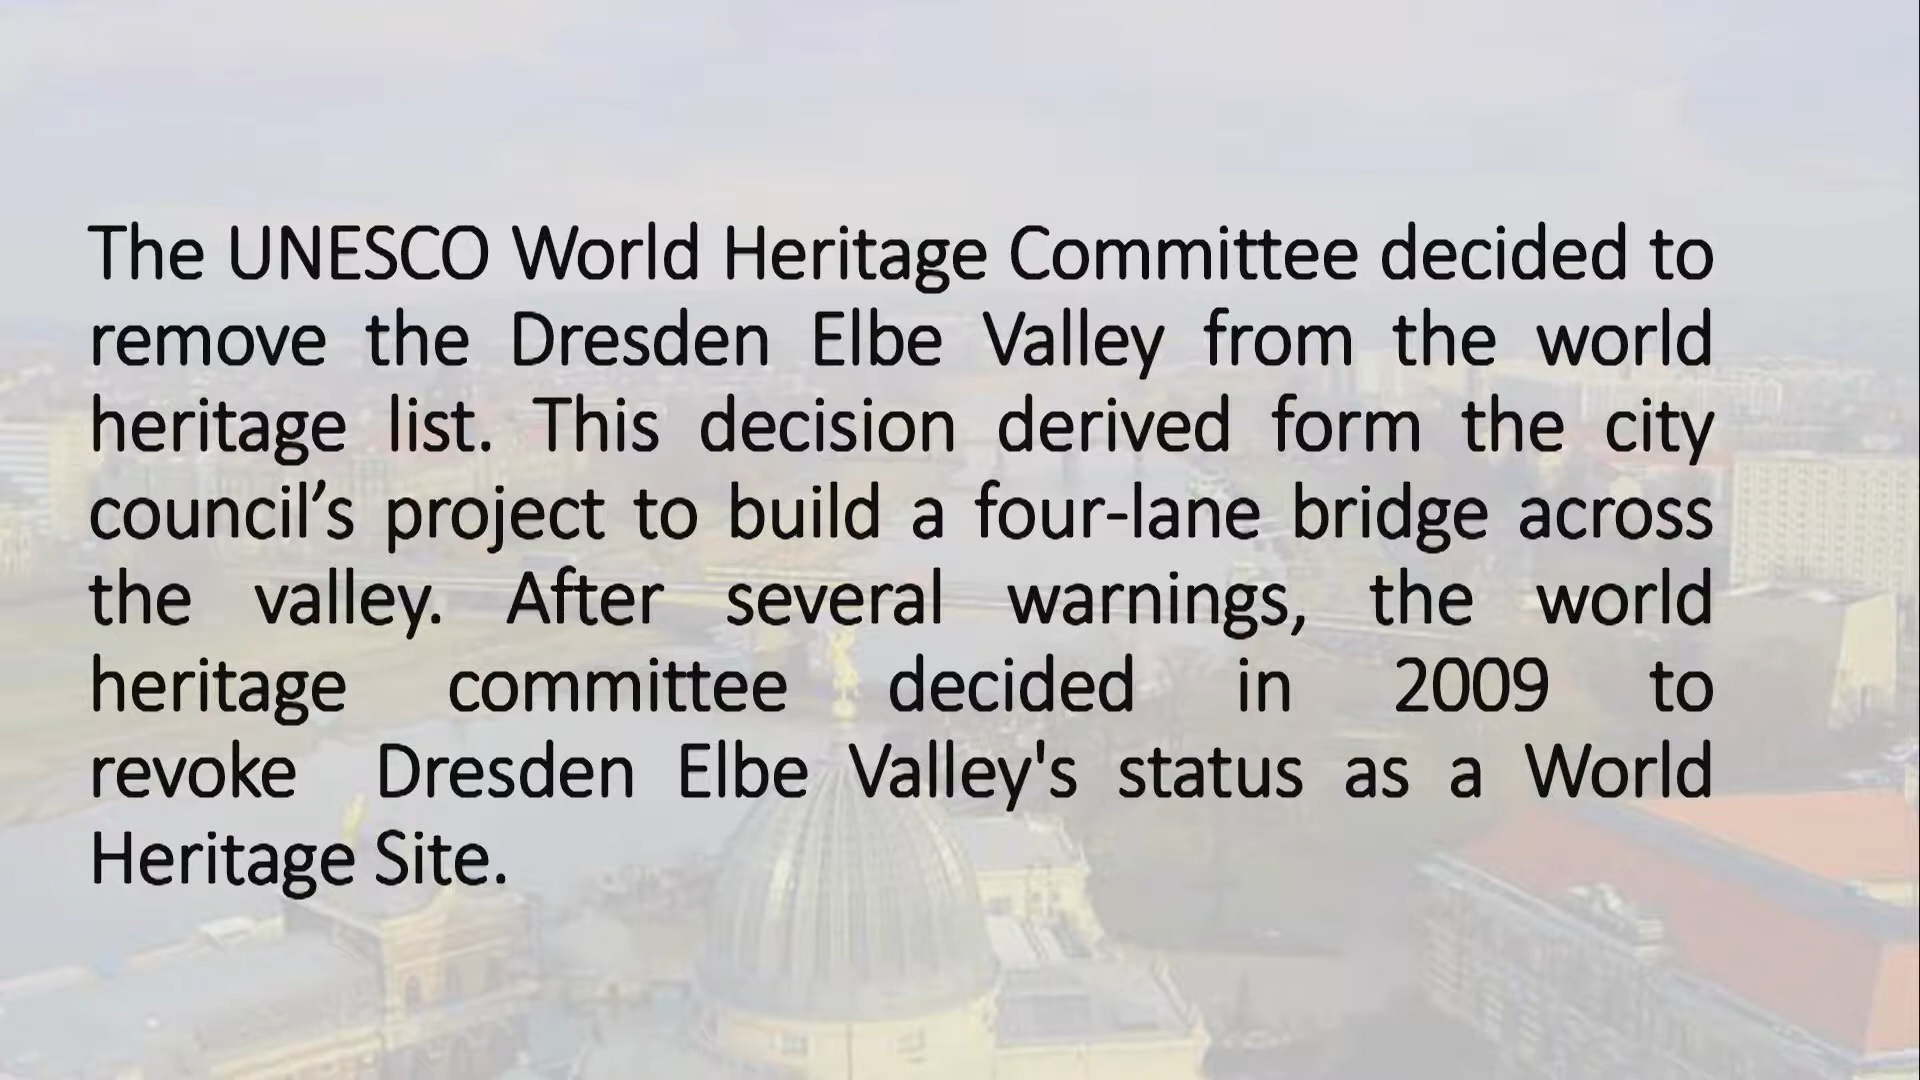 The UNESCO World Heritage Committee decided to
remove the Dresden Elbe Valley from the world
heritage list. This decision derived form the city
council’s project to build a four-lane bridge across
the valley. After several warnings, the world
heritage committee decided in 2009 to
revoke Dresden Elbe Valley's status as a World
Heritage Site.